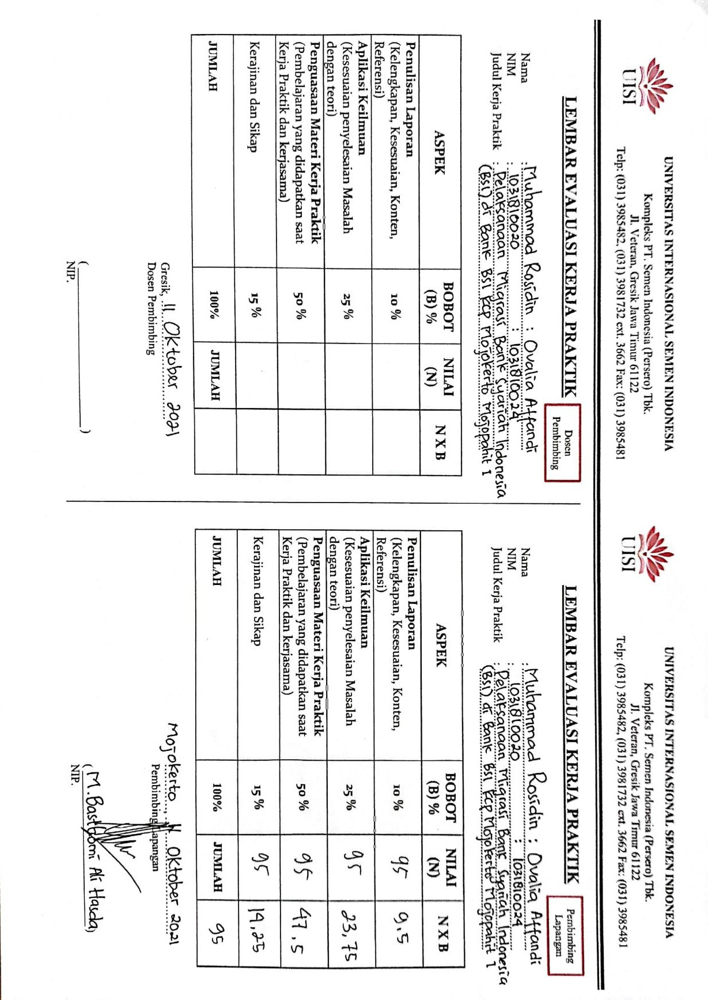 UISI
UNIVERSITAS INTERNASIONAL SEMEN INDONESIA
Kompleks PT. Semen Indonesia (Persero) Tbk.
Jl. Veteran, Gresik Jawa Timur 61122
Telp: (031) 3985482, (031) 3981732 ext. 3662 Fax: (031) 3985481
LEMBAR EVALUASI KERJA PRAKTIK
Dosen
Pembimbing
Nama : Muhammad Rosidin : Ovalia Affandi
NIM : 1031810020 : 1031810024
Judul Kerja Praktik : Pelaksanaan Migrasi Bank Syariah Indonesia
(BSI) di Bank BSI Kcp Mojokerto Mojopahit 1
ASPEK BOBOT (B) % NILAI (N) N X B
Penulisan Laporan
(Kelengkapan, Kesesuaian, Konten, 10 %
Referensi)
Aplikasi Keilmuan
(Kesesuaian penyelesaian Masalah 25 %
dengan teori)
Penguasaan Materi Kerja Praktik
(Pembelajaran yang didapatkan saat 50 %
Kerja Praktik dan kerjasama)
Kerajinan dan Sikap 15 %
JUMLAH 100% JUMLAH
Gresik, 11 Oktober 2021
Dosen Pembimbing
( )
NIP.
UISI
UNIVERSITAS INTERNASIONAL SEMEN INDONESIA
Kompleks PT. Semen Indonesia (Persero) Tbk.
Jl. Veteran, Gresik Jawa Timur 61122
Telp: (031) 3985482, (031) 3981732 ext. 3662 Fax: (031) 3985481
LEMBAR EVALUASI KERJA PRAKTIK
Pembimbing
Lapangan
Nama : Muhammad Rosidin : Ovalia Affandi
NIM : 1031810020 : 1031810024
Judul Kerja Praktik : Pelaksanaan Migrasi Bank Syariah Indonesia
(BSI) di Bank BSI Kcp Mojokerto Mojopahit 1
ASPEK BOBOT (B) % NILAI (N) N X B
Penulisan Laporan
(Kelengkapan, Kesesuaian, Konten, 10 % 95 9.5
Referensi)
Aplikasi Keilmuan
(Kesesuaian penyelesaian Masalah 25 % 95 23,75
dengan teori)
Penguasaan Materi Kerja Praktik
(Pembelajaran yang didapatkan saat 50 % 95 47,5
Kerja Praktik dan kerjasama)
Kerajinan dan Sikap 15 % 95 14,25
JUMLAH 100% JUMLAH 95
Mojokerto, 11 Oktober 2021
Pembimbing Lapangan
( M. Bastomi Ali Hasda)
NIP.